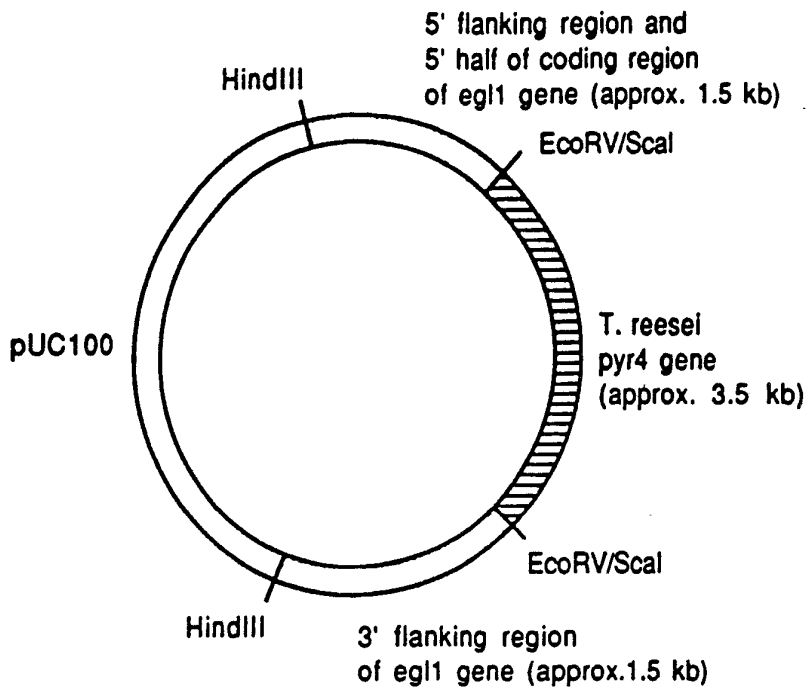 5' flanking region and
5' half of coding region
of egl1 gene (approx. 1.5 kb)
HindIII
EcoRV/ScaI
pUC100
T. reesei
pyr4 gene
(approx. 3.5 kb)
EcoRV/ScaI
HindIII
3' flanking region
of egl1 gene (approx.1.5 kb)